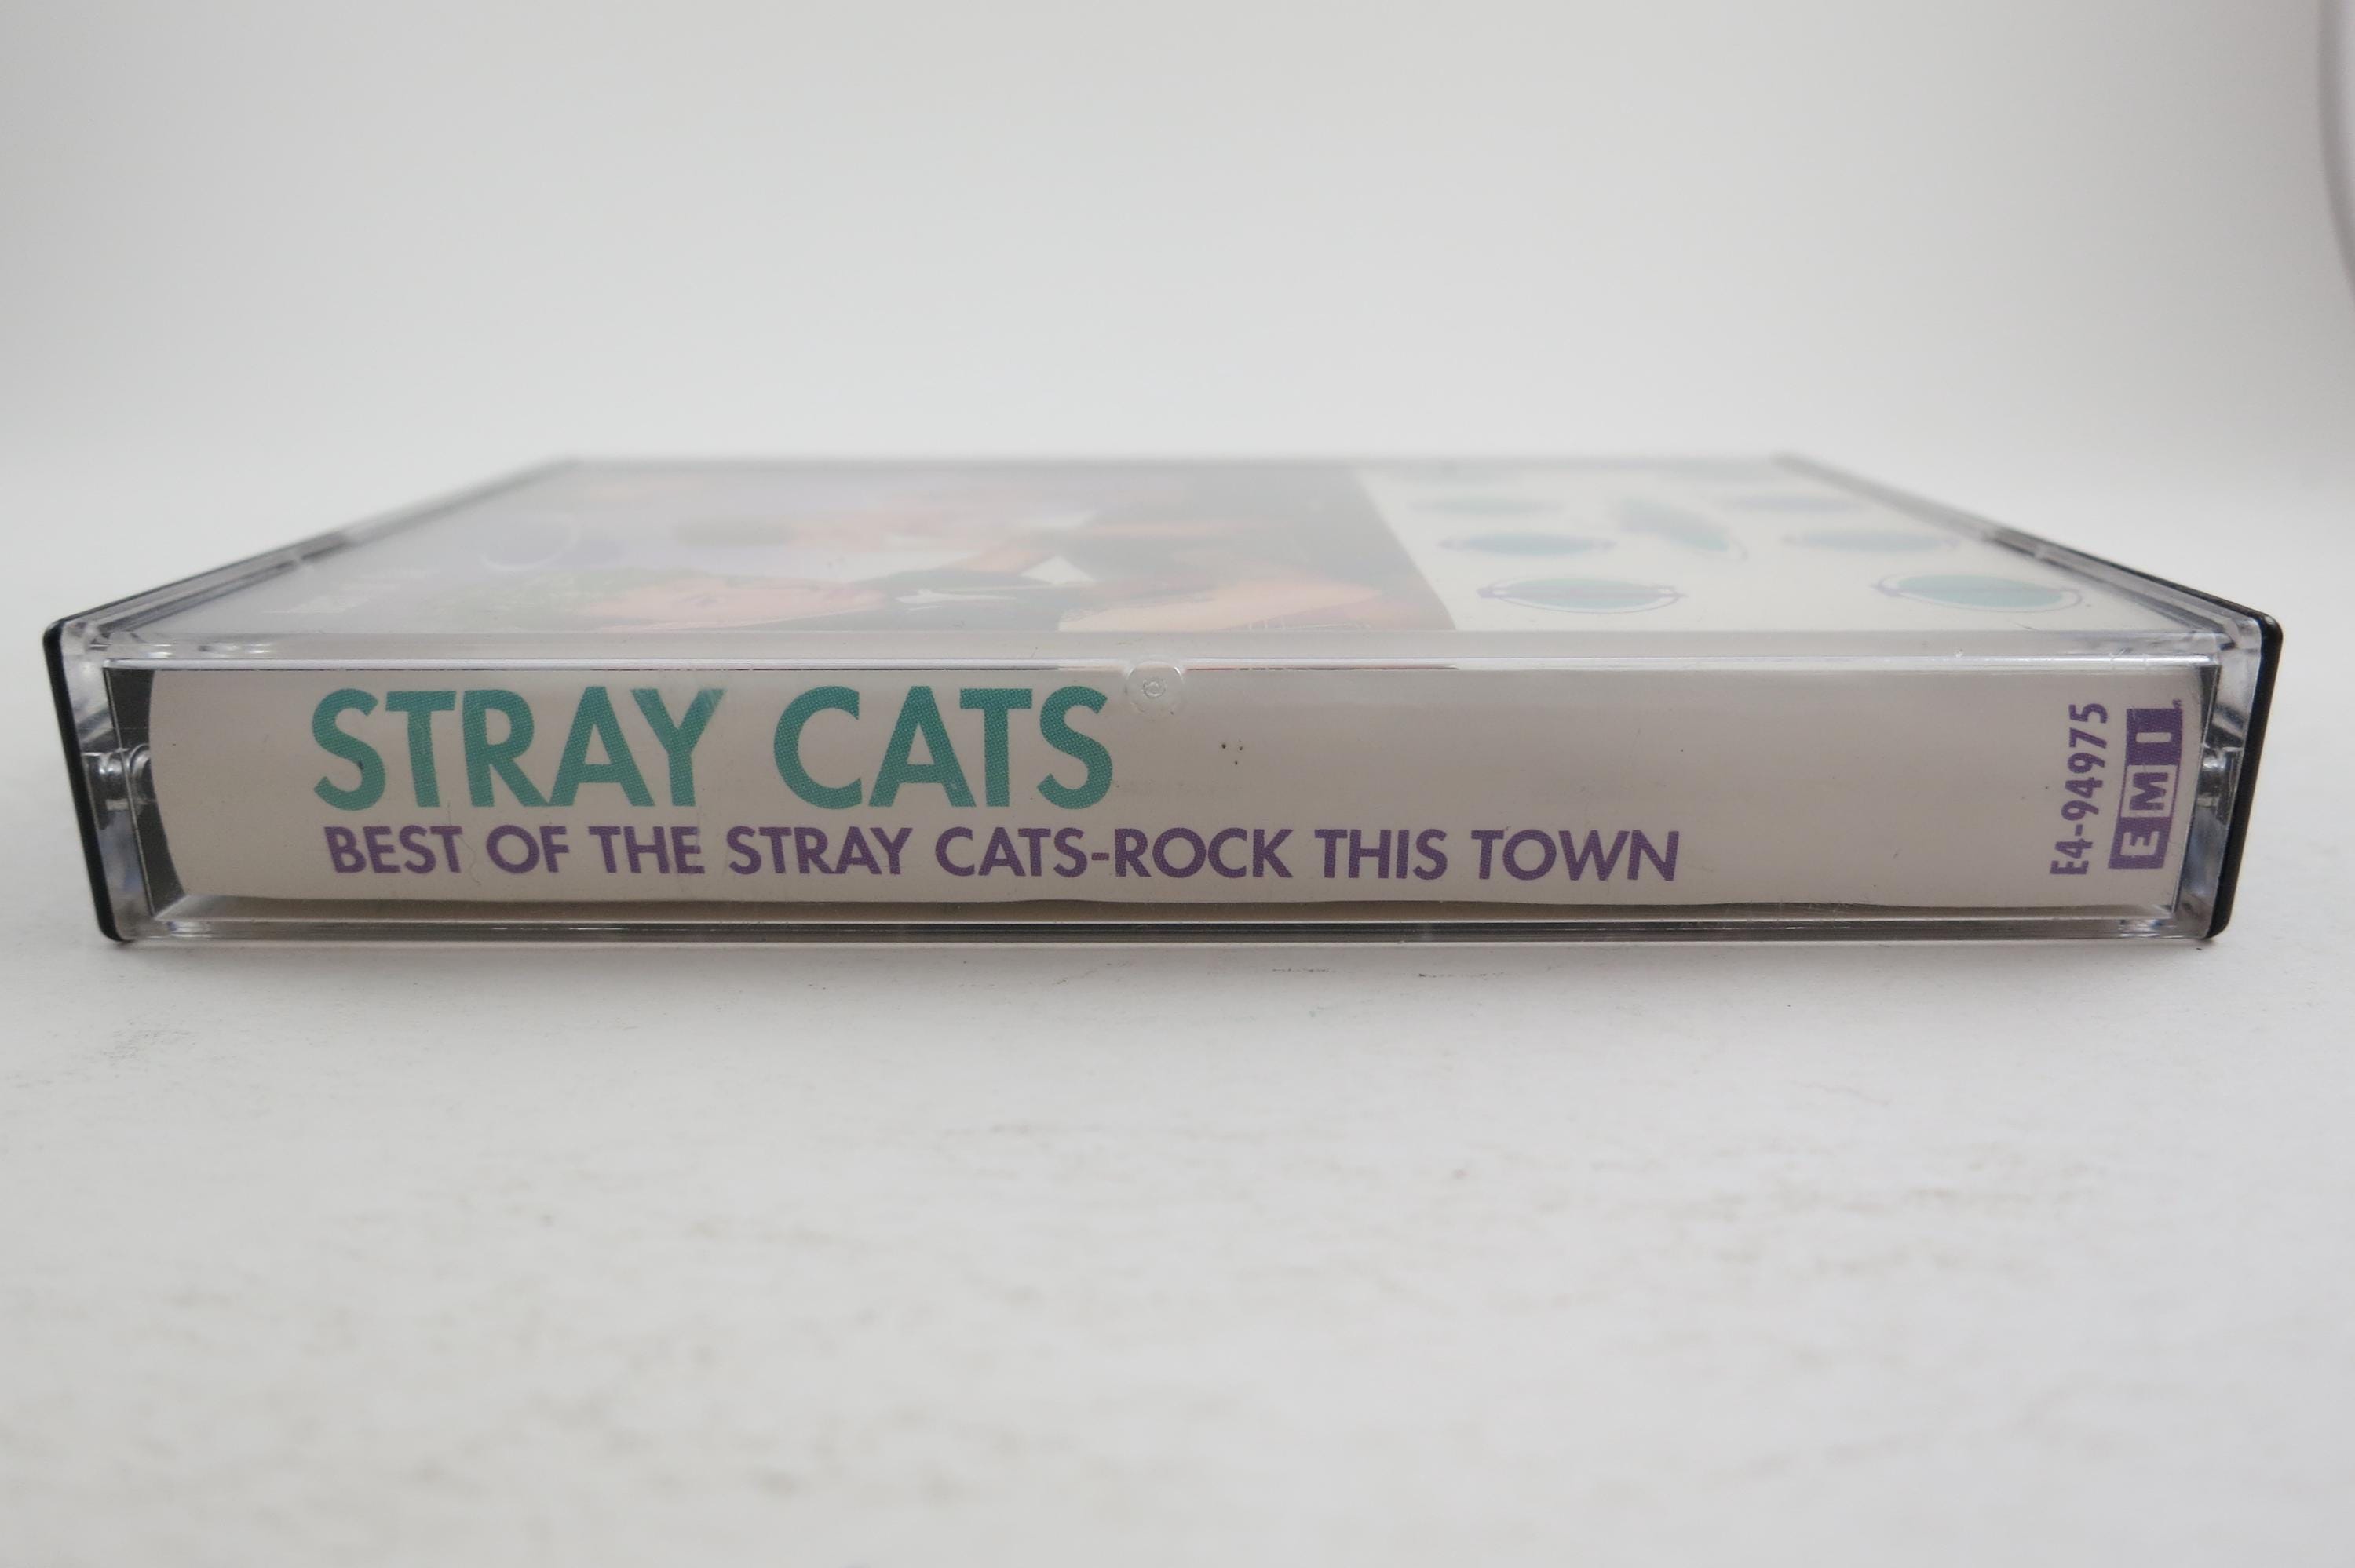 STRAY CATS
BEST OF THE STRAY CATS-ROCK THIS TOWN
E4-94975
EMI